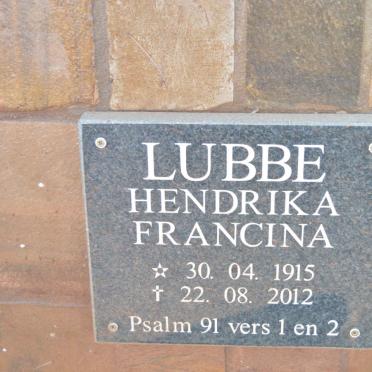 LUBBE
HENDRIKA
FRANCINA
☆ 30. 04. 1915
† 22. 08. 2012
Psalm 91 vers 1 en 2